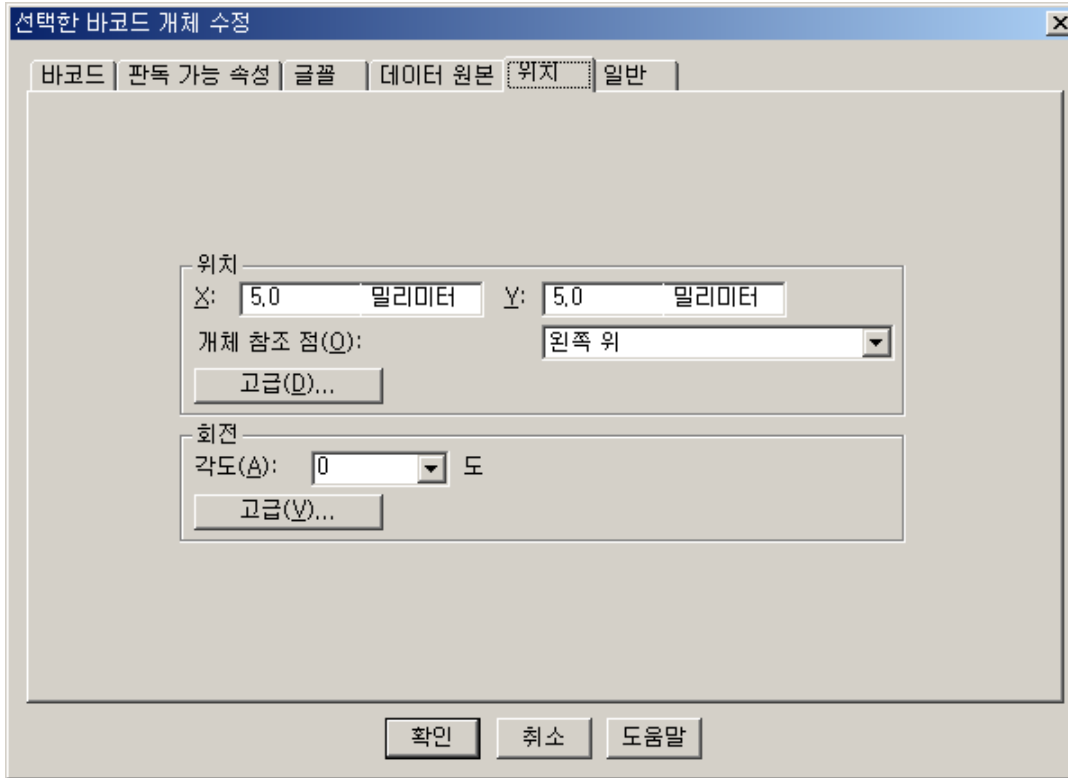 선택한 바코드 개체 수정
바코드 판독 가능 속성 글꼴 데이터 원본 위치 일반
위치
X: 5.0 밀리미터 Y: 5.0 밀리미터
개체 참조 점(O): 왼쪽 위
고급(D)...
회전
각도(A): 0 도
고급(V)...
확인 취소 도움말